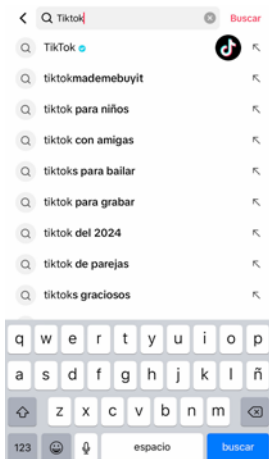 Tiktok
Buscar
TikTok
tiktokmademebuyit
tiktok para niños
tiktok con amigas
tiktoks para bailar
tiktok para grabar
tiktok del 2024
tiktok de parejas
tiktoks graciosos
q w e r t y u i o p
a s d f g h j k l ñ
z x c v b n m
123 espacio buscar